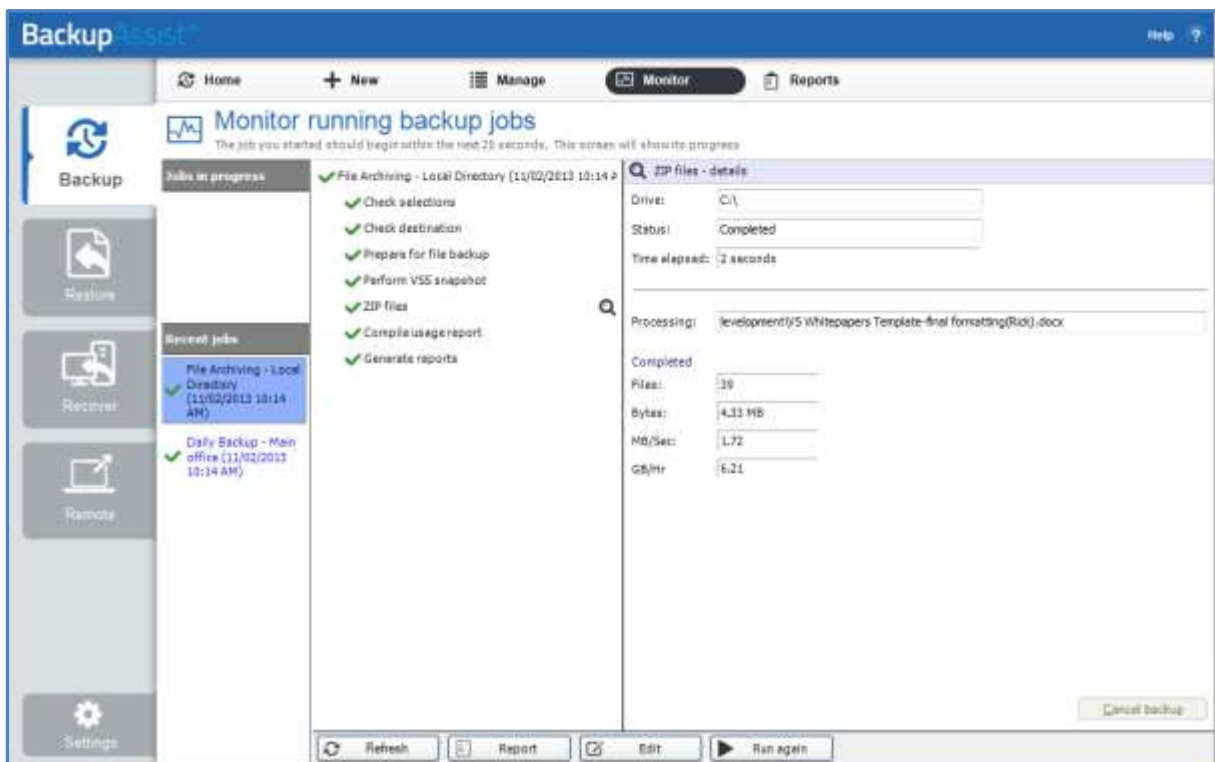 BackupAssist
Help ?
Home
New
Manage
Monitor
Reports
Monitor running backup jobs
The job you started should begin within the next 25 seconds. This screen will show its progress
Backup
Restore
Recover
Remote
Settings
Jobs in progress
Recent jobs
File Archiving - Local
Directory
(11/02/2013 10:14
AM)
Daily Backup - Main
office (11/02/2013
10:14 AM)
File Archiving - Local Directory (11/02/2013 10:14
Check selections
Check destination
Prepare for file backup
Perform VSS snapshot
ZIP files
Compile usage report
Generate reports
ZIP files - details
Drive: C:\
Status: Completed
Time elapsed: 2 seconds
Processing: Whitepapers Template-final formatting(Rick).docx
Completed
Files: 39
Bytes: 4.33 MB
MB/Sec: 1.72
GB/Hr 6.21
Cancel backup
Refresh
Report
Edit
Run again